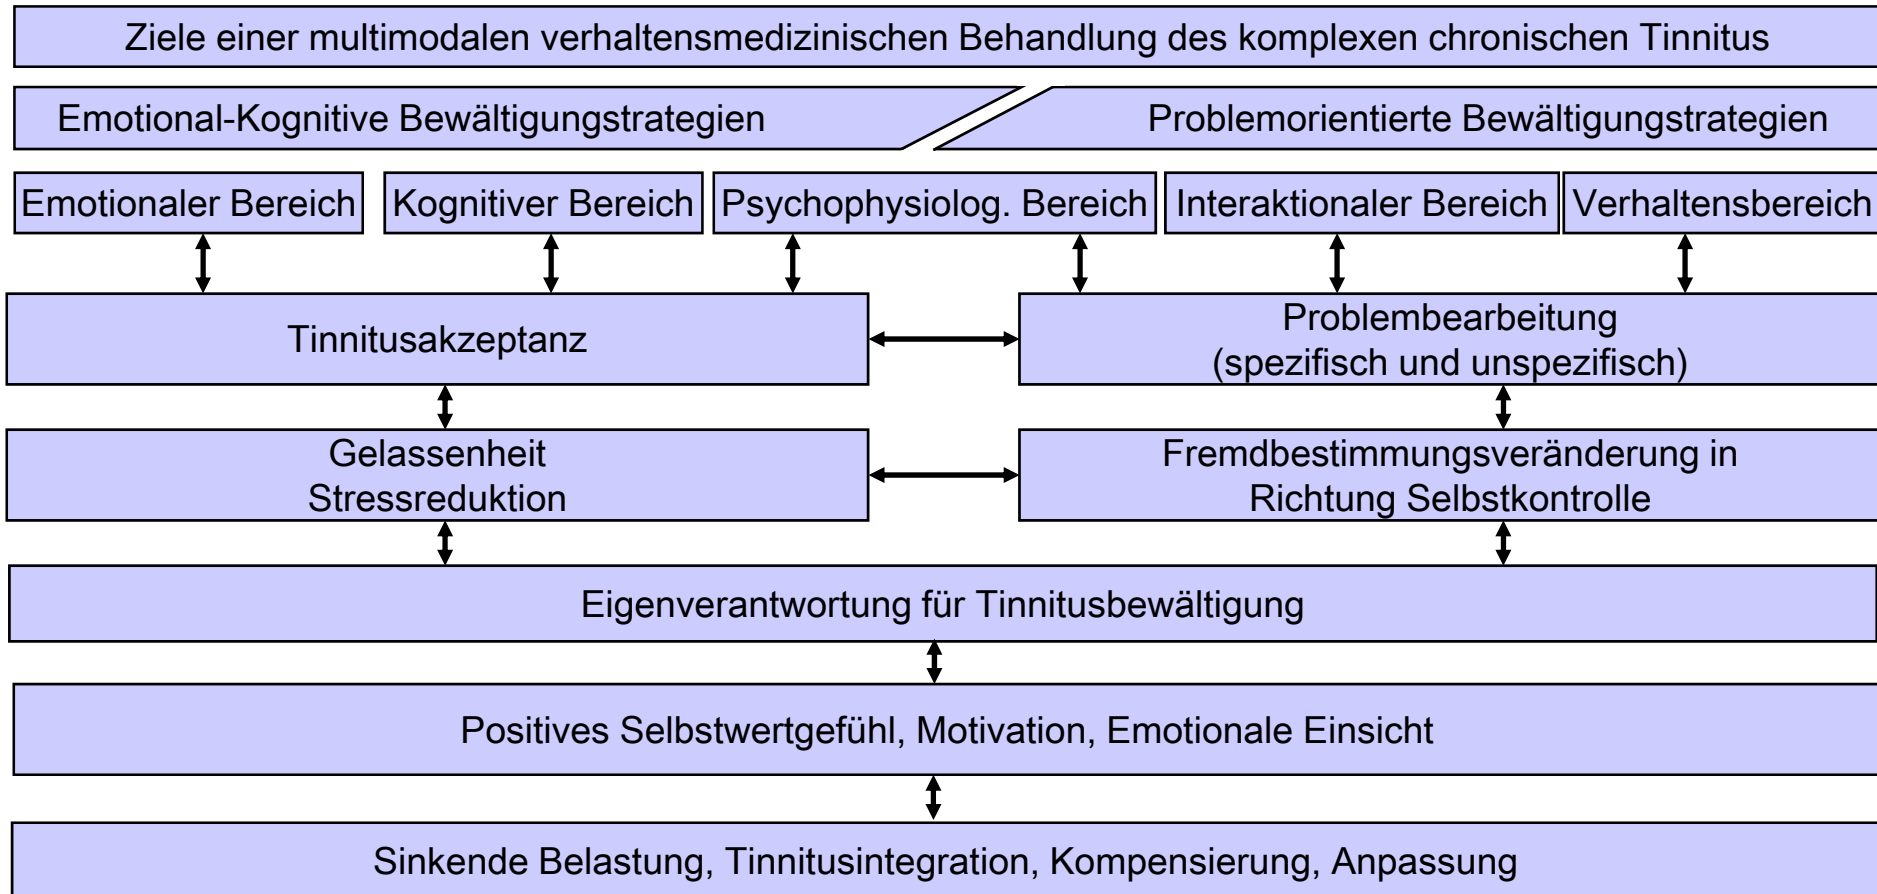 Ziele einer multimodalen verhaltensmedizinischen Behandlung des komplexen chronischen Tinnitus
Emotional-Kognitive Bewältigungstrategien
Problemorientierte Bewältigungstrategien
Emotionaler Bereich
Kognitiver Bereich
Psychophysiolog. Bereich
Interaktionaler Bereich
Verhaltensbereich
Tinnitusakzeptanz
Problembearbeitung
(spezifisch und unspezifisch)
Gelassenheit
Stressreduktion
Fremdbestimmungsveränderung in
Richtung Selbstkontrolle
Eigenverantwortung für Tinnitusbewältigung
Positives Selbstwertgefühl, Motivation, Emotionale Einsicht
Sinkende Belastung, Tinnitusintegration, Kompensierung, Anpassung